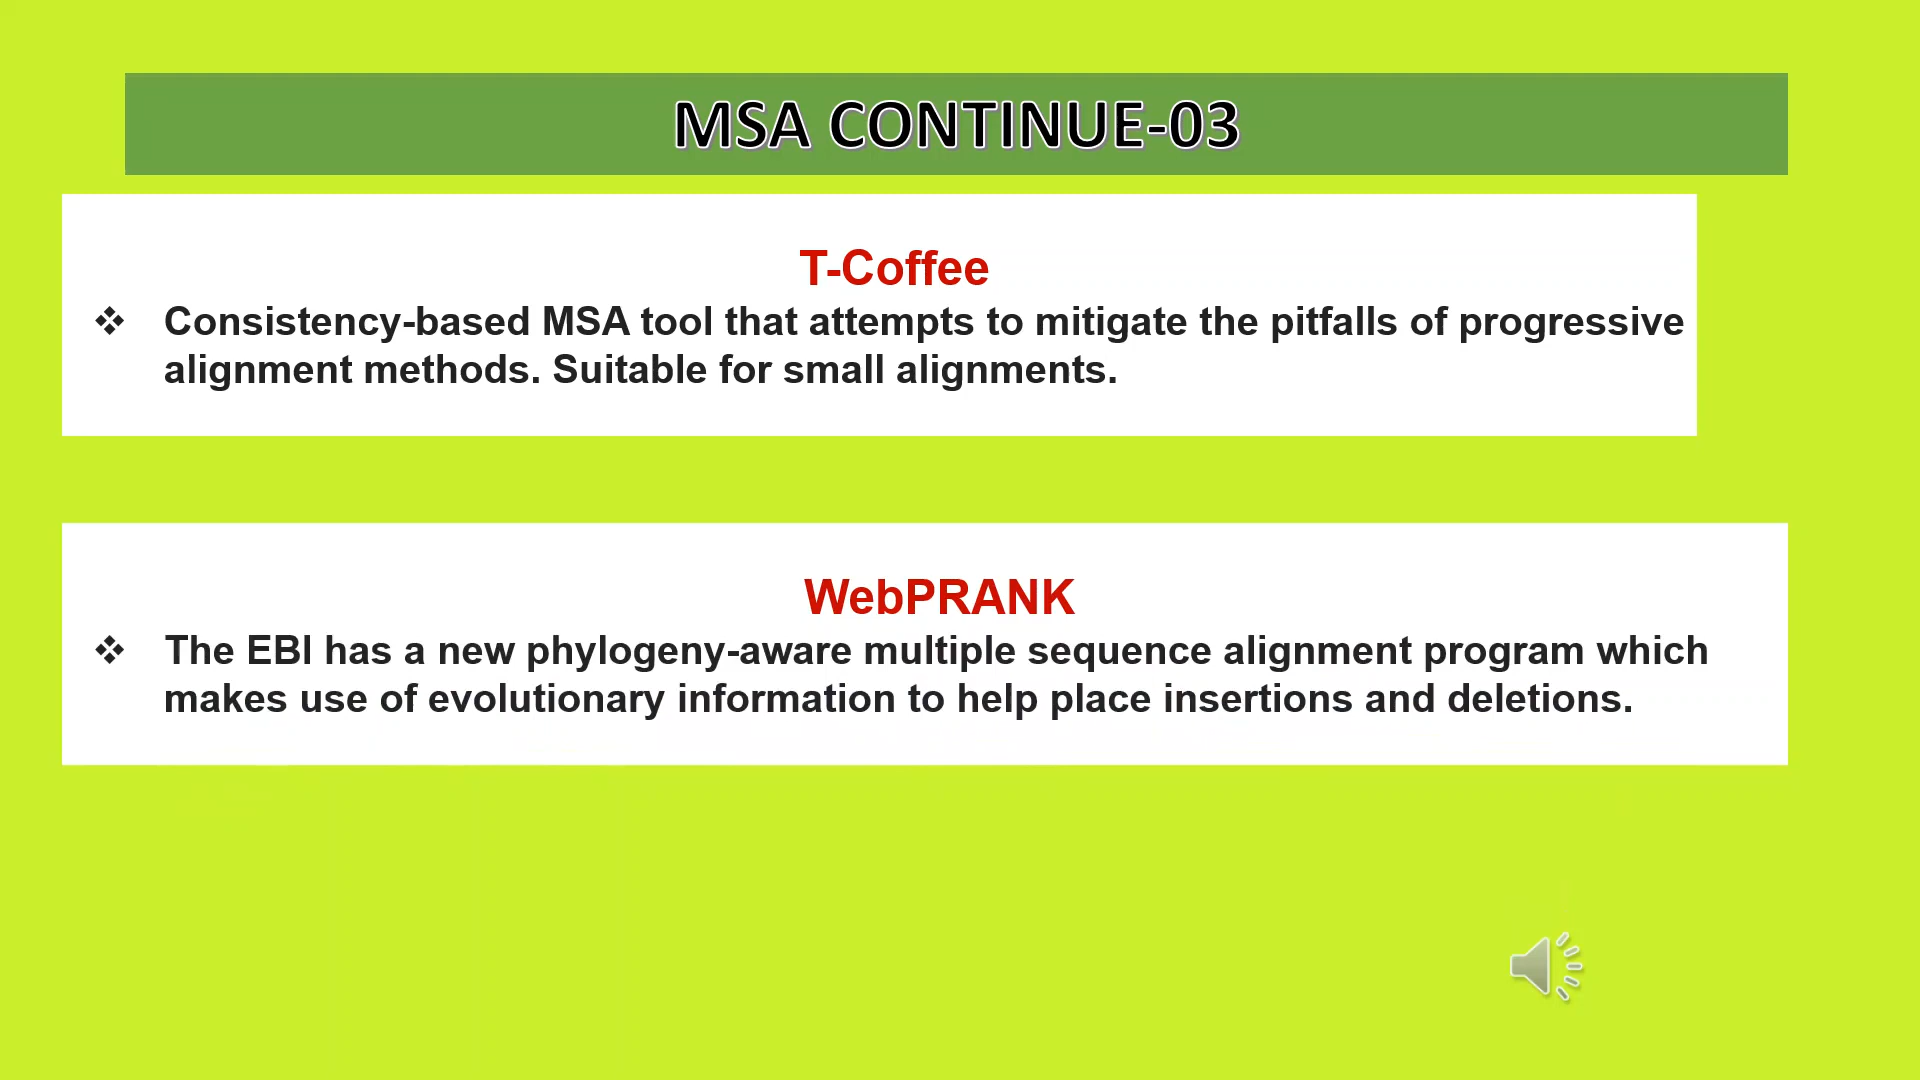 MSA CONTINUE-03
T-Coffee
❖ Consistency-based MSA tool that attempts to mitigate the pitfalls of progressive
alignment methods. Suitable for small alignments.
WebPRANK
❖ The EBI has a new phylogeny-aware multiple sequence alignment program which
makes use of evolutionary information to help place insertions and deletions.